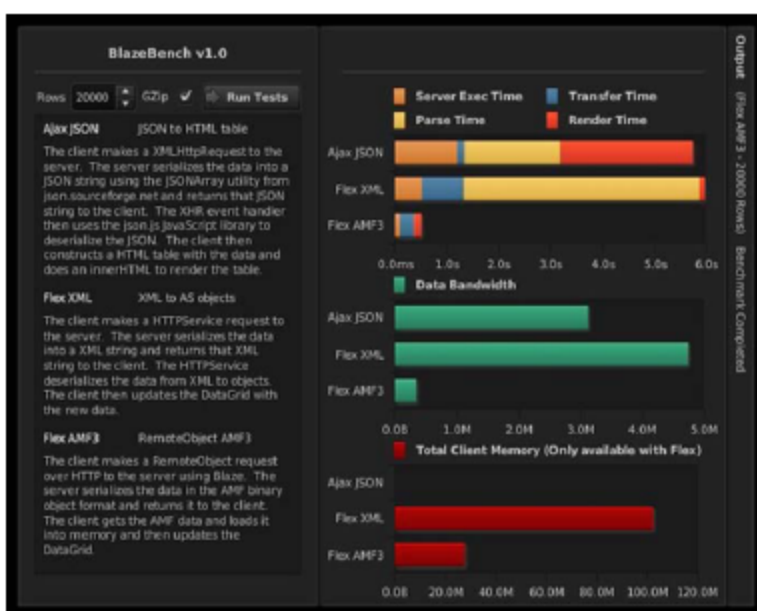 BlazeBench v1.0
Rows 20000 GZip Run Tests
Ajax JSON JSON to HTML table
The client makes a XMLHttpRequest to the
server. The server serializes the data into a
JSON string using the JSONArray utility from
json.sourceforge.net and returns that JSON
string to the client. The XHR event handler
then uses the json.js JavaScript library to
deserialize the JSON. The client then
constructs a HTML table with the data and
does an innerHTML to render the table.
Flex XML XML to AS objects
The client makes a HTTPService request to
the server. The server serializes the data
into a XML string and returns that XML
string to the client. The HTTPService
deserializes the data from XML to objects.
The client then updates the DataGrid with
the new data.
Flex AMF3 RemoteObject AMF3
The client makes a RemoteObject request
over HTTP to the server using Blaze. The
server serializes the data in the AMF binary
object format and returns it to the client.
The client gets the AMF data and loads it
into memory and then updates the
DataGrid.
Server Exec Time Transfer Time
Parse Time Render Time
Ajax JSON
Flex XML
Flex AMF3
0.0ms 1.0s 2.0s 3.0s 4.0s 5.0s 6.0s
Data Bandwidth
Ajax JSON
Flex XML
Flex AMF3
0.0B 1.0M 2.0M 3.0M 4.0M 5.0M
Total Client Memory (Only available with Flex)
Ajax JSON
Flex XML
Flex AMF3
0.0B 20.0M 40.0M 60.0M 80.0M 100.0M 120.0M
Output (Flex AMF3 - 20000 Rows) Benchmark Completed